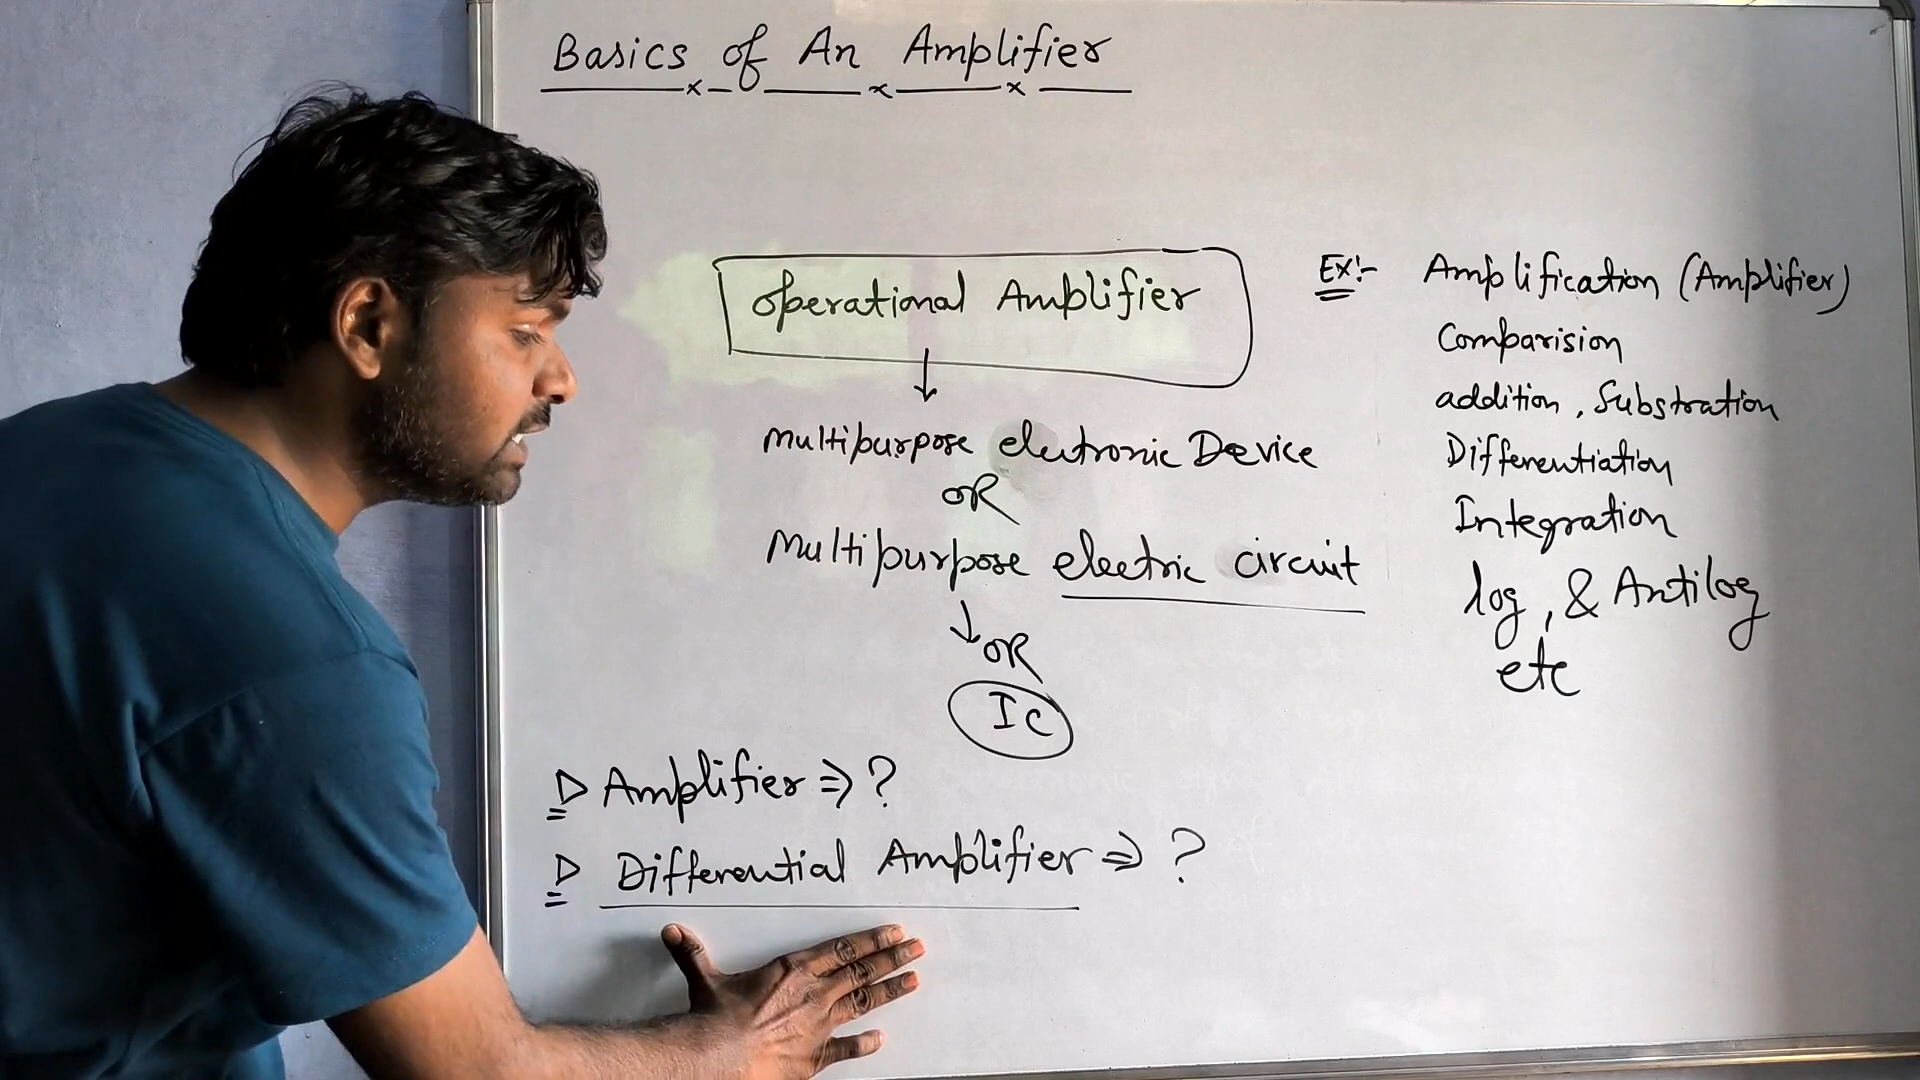 Basics of An Amplifier
Operational Amplifier
Multipurpose electronic Device
OR
Multipurpose electric circuit
OR
Ic
Ex:- Amplification (Amplifier)
Comparision
addition, Substration
Differentiation
Integration
log, & Antilog
etc
Amplifier ⇒ ?
Differential Amplifier ⇒ ?